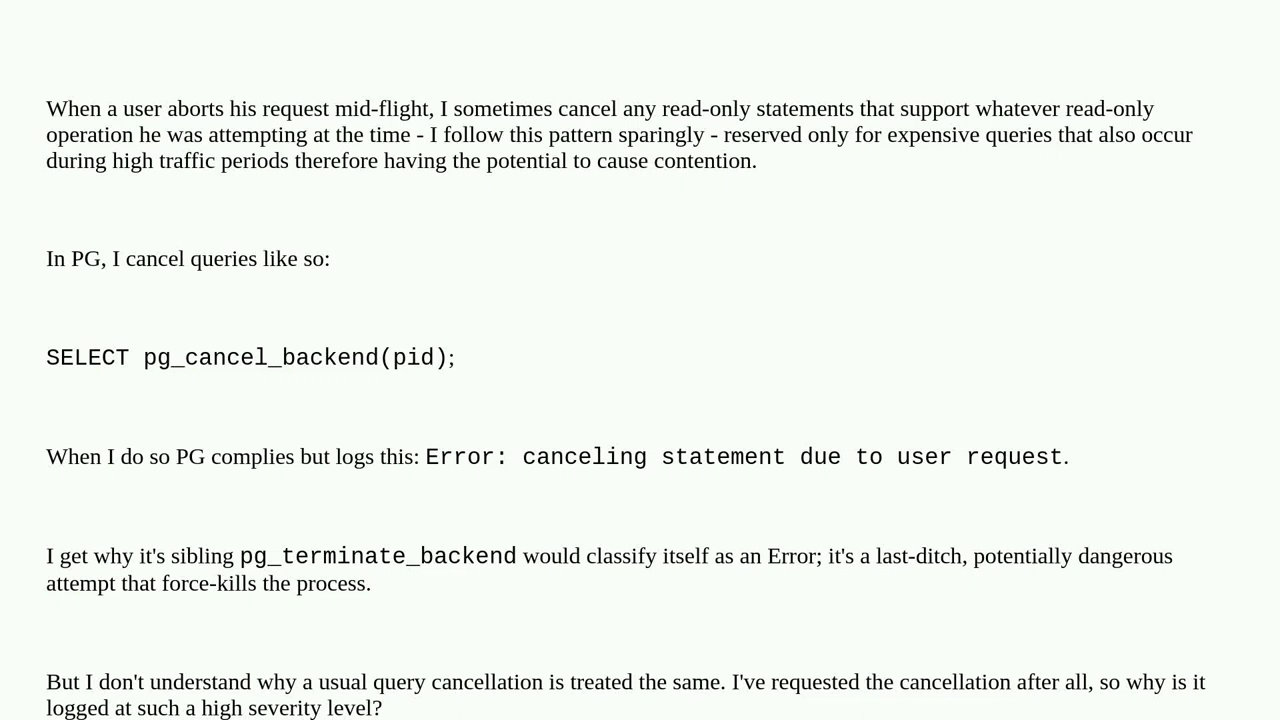 When a user aborts his request mid-flight, I sometimes cancel any read-only statements that support whatever read-only
operation he was attempting at the time - I follow this pattern sparingly - reserved only for expensive queries that also occur
during high traffic periods therefore having the potential to cause contention.
In PG, I cancel queries like so:
SELECT pg_cancel_backend(pid);
When I do so PG complies but logs this: Error: canceling statement due to user request.
I get why it's sibling pg_terminate_backend would classify itself as an Error; it's a last-ditch, potentially dangerous
attempt that force-kills the process.
But I don't understand why a usual query cancellation is treated the same. I've requested the cancellation after all, so why is it
logged at such a high severity level?